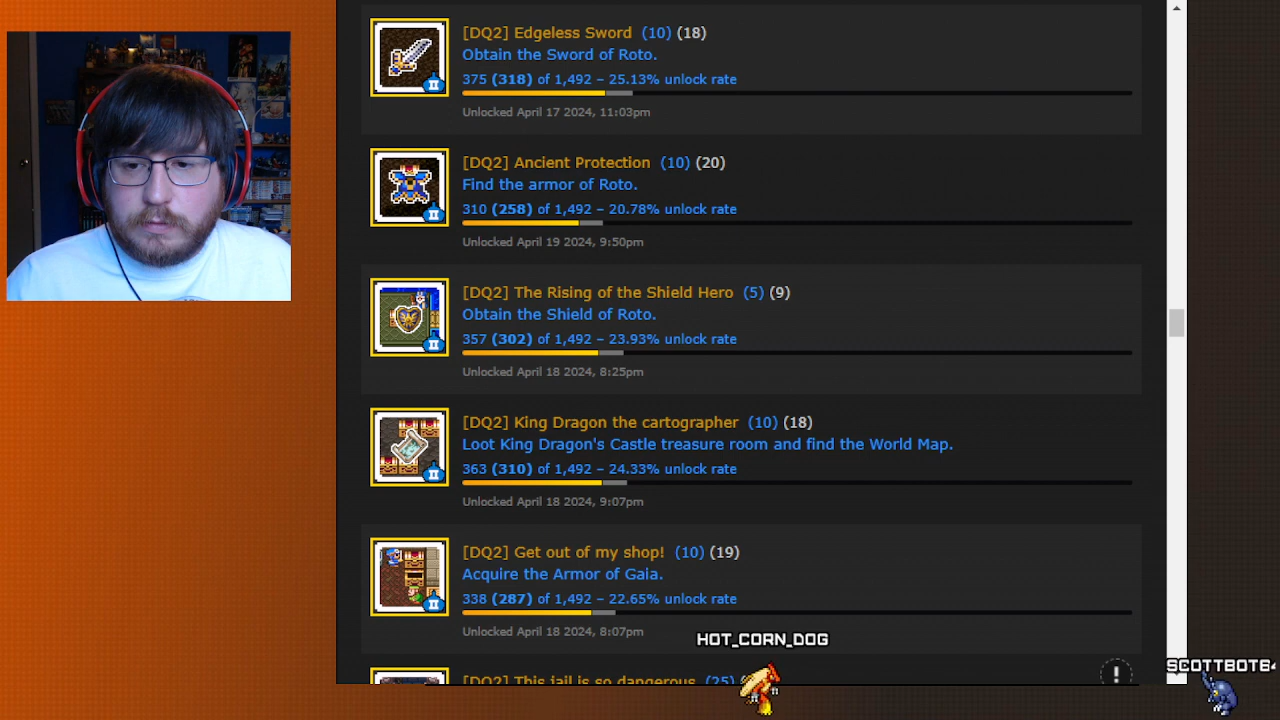 [DQ2] Edgeless Sword (10) (18)
Obtain the Sword of Roto.
375 (318) of 1,492 – 25.13% unlock rate
Unlocked April 17 2024, 11:03pm
[DQ2] Ancient Protection (10) (20)
Find the armor of Roto.
310 (258) of 1,492 – 20.78% unlock rate
Unlocked April 19 2024, 9:50pm
[DQ2] The Rising of the Shield Hero (5) (9)
Obtain the Shield of Roto.
357 (302) of 1,492 – 23.93% unlock rate
Unlocked April 18 2024, 8:25pm
[DQ2] King Dragon the cartographer (10) (18)
Loot King Dragon's Castle treasure room and find the World Map.
363 (310) of 1,492 – 24.33% unlock rate
Unlocked April 18 2024, 9:07pm
[DQ2] Get out of my shop! (10) (19)
Acquire the Armor of Gaia.
338 (287) of 1,492 – 22.65% unlock rate
Unlocked April 18 2024, 8:07pm
HOT_CORN_DOG
SCOTTBOT84
[DQ2] This jail is so dangerous (25)